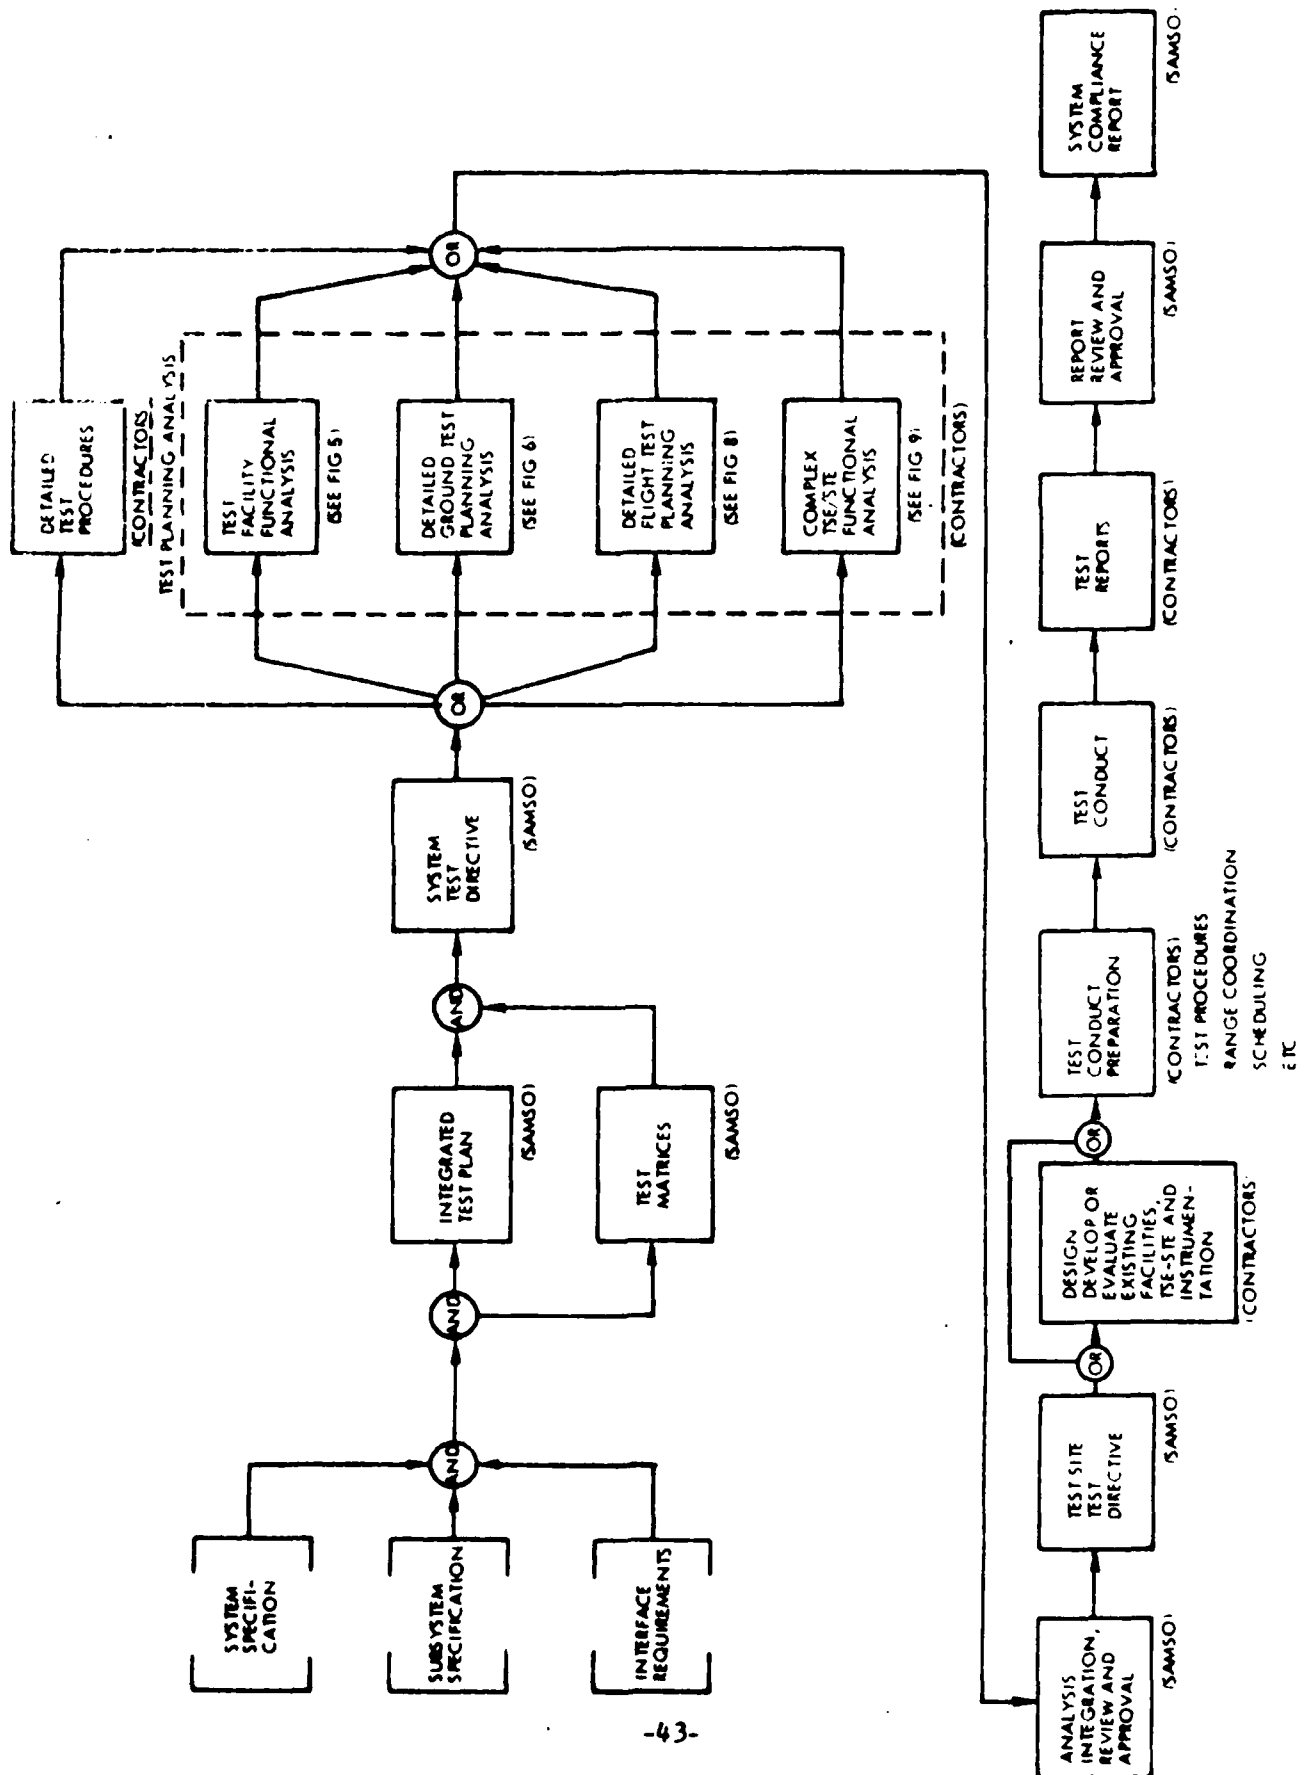 SYSTEM
SPECIFI-
CATION
SUBSYSTEM
SPECIFICATION
INTERFACE
REQUIREMENTS
AND
AND
INTEGRATED
TEST PLAN
(SAMSO)
TEST
MATRICES
(SAMSO)
AND
SYSTEM
TEST
DIRECTIVE
(SAMSO)
OR
DETAILED
TEST
PROCEDURES
(CONTRACTORS)
TEST PLANNING ANALYSIS
TEST
FACILITY
FUNCTIONAL
ANALYSIS
(SEE FIG 5)
DETAILED
GROUND TEST
PLANNING
ANALYSIS
(SEE FIG 6)
DETAILED
FLIGHT TEST
PLANNING
ANALYSIS
(SEE FIG 8)
COMPLEX
TSE/STE
FUNCTIONAL
ANALYSIS
(SEE FIG 9)
(CONTRACTORS)
OR
ANALYSIS
INTEGRATION,
REVIEW AND
APPROVAL
(SAMSO)
TEST SITE
TEST
DIRECTIVE
(SAMSO)
OR
DESIGN
DEVELOP OR
EVALUATE
EXISTING
FACILITIES,
TSE-STE AND
INSTRUMEN-
TATION
(CONTRACTORS)
OR
TEST
CONDUCT
PREPARATION
(CONTRACTORS)
TEST PROCEDURES
RANGE COORDINATION
SCHEDULING
ETC
TEST
CONDUCT
(CONTRACTORS)
TEST
REPORTS
(CONTRACTORS)
REPORT
REVIEW AND
APPROVAL
(SAMSO)
SYSTEM
COMPLIANCE
REPORT
(SAMSO)
-43-